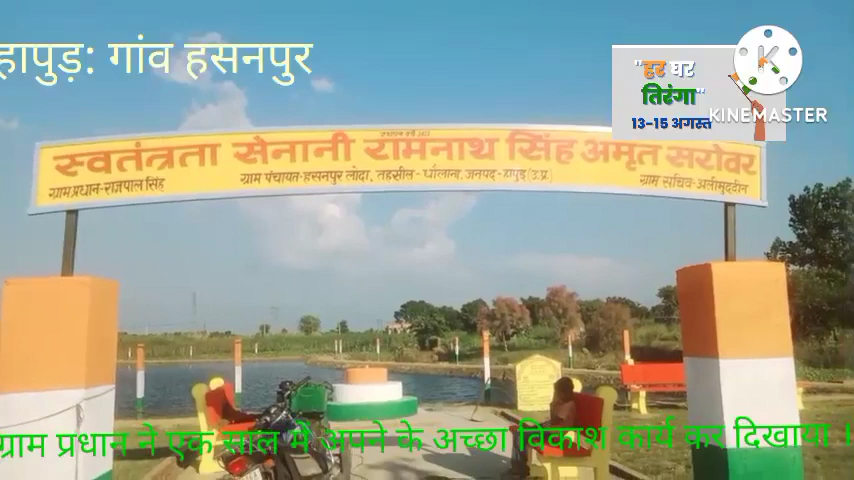 हापुड़: गांव हसनपुर
"हर घर
तिरंगा"
13-15 अगस्त
K
KINEMASTER
स्वतंत्रता सेनानी रामनाथ सिंह अमृत सरोवर
ग्राम प्रधान-राजपाल सिंह
ग्राम पंचायत-हसनपुर लोदा, तहसील - धौलाना, जनपद - हापुड़ (उ.प्र.)
ग्राम सचिव-अलीमुद्दीन
ग्राम प्रधान ने एक साल में अपने के अच्छा विकाश कार्य कर दिखाया ।